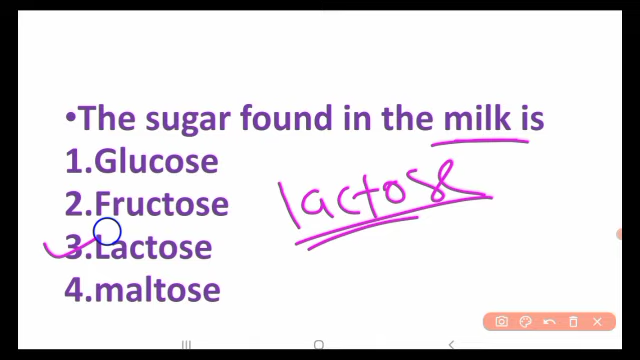 •The sugar found in the milk is
1.Glucose
2.Fructose
lactose
3.Lactose
4.maltose